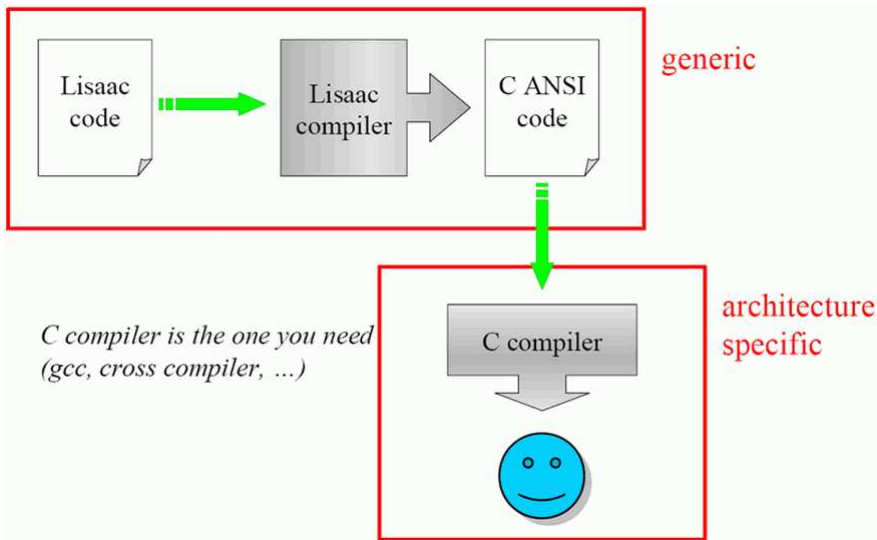 Lisaac
code
Lisaac
compiler
C ANSI
code
generic
C compiler is the one you need
(gcc, cross compiler, …)
C compiler
architecture
specific